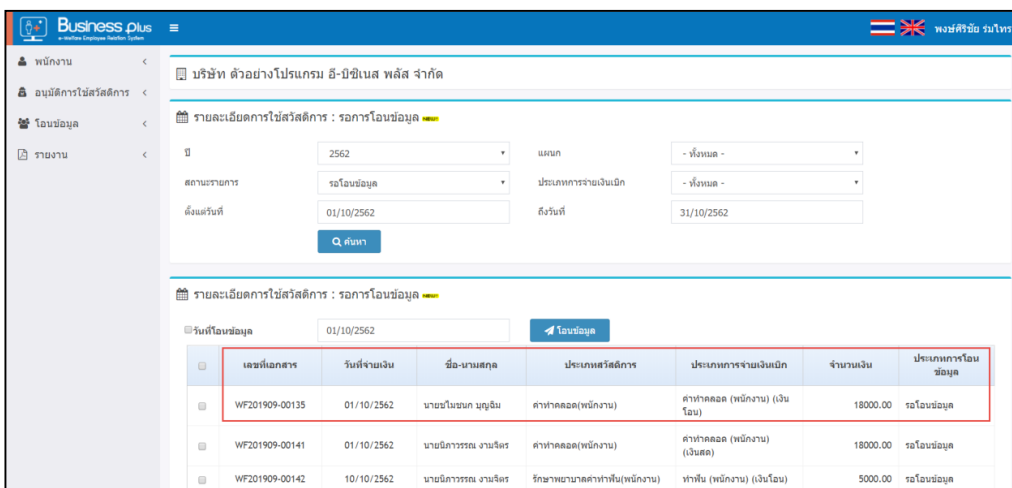 Business plus
e-Welfare Employee Relation System
พงษ์ศิริชัย ร่มไทร
พนักงาน
อนุมัติการใช้สวัสดิการ
โอนข้อมูล
รายงาน
บริษัท ตัวอย่างโปรแกรม อี-บิซิเนส พลัส จำกัด
รายละเอียดการใช้สวัสดิการ : รอการโอนข้อมูล
ปี 2562 แผนก - ทั้งหมด -
สถานะรายการ รอโอนข้อมูล ประเภทการจ่ายเงินเบิก - ทั้งหมด -
ตั้งแต่วันที่ 01/10/2562 ถึงวันที่ 31/10/2562
ค้นหา
รายละเอียดการใช้สวัสดิการ : รอการโอนข้อมูล
วันที่โอนข้อมูล 01/10/2562 โอนข้อมูล
เลขที่เอกสาร วันที่จ่ายเงิน ชื่อ-นามสกุล ประเภทสวัสดิการ ประเภทการจ่ายเงินเบิก จำนวนเงิน ประเภทการโอน
ข้อมูล
WF201909-00135 01/10/2562 นายชโมชนก บุญฉิม ค่าทำคลอด(พนักงาน) ค่าทำคลอด (พนักงาน) (เงิน
โอน) 18000.00 รอโอนข้อมูล
WF201909-00141 01/10/2562 นายนิภาวรรณ งามจิตร ค่าทำคลอด(พนักงาน) ค่าทำคลอด (พนักงาน)
(เงินสด) 18000.00 รอโอนข้อมูล
WF201909-00142 10/10/2562 นายนิภาวรรณ งามจิตร รักษาพยาบาลค่าทำฟัน(พนักงาน) ทำฟัน (พนักงาน) (เงินโอน) 5000.00 รอโอนข้อมูล